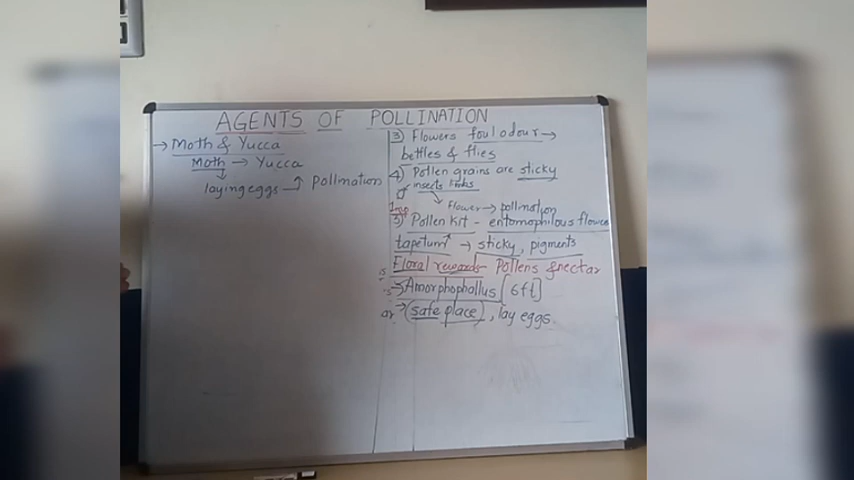 AGENTS OF POLLINATION
→ Moth & Yucca
Moth → Yucca
laying eggs → Pollination
3) Flowers foul odour →
bettles & flies
4) Pollen grains are sticky
insects
Flower → pollination
Imp
5) Pollen kit - entomophilous flowers
tapetum → sticky, pigments
Floral rewards Pollens & nectar
→ Amorphophallus [6ft]
→ (safe place), lay eggs.